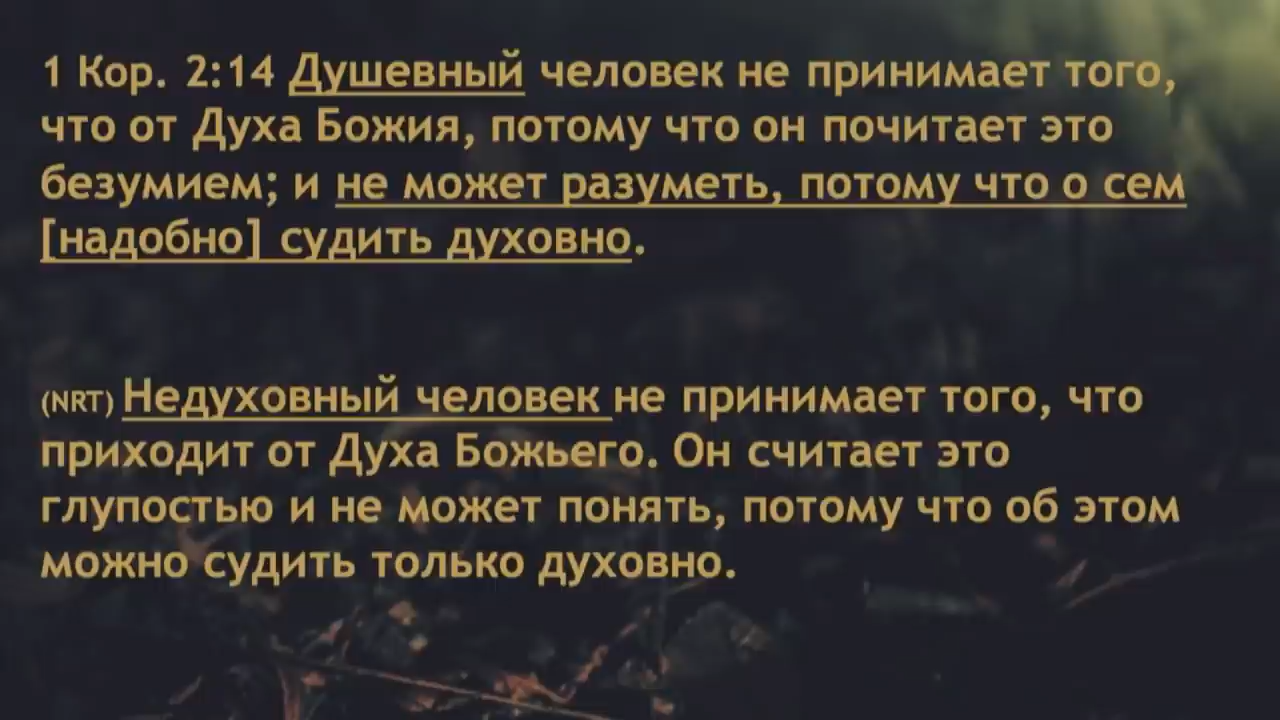 1 Кор. 2:14 Душевный человек не принимает того,
что от Духа Божия, потому что он почитает это
безумием; и не может разуметь, потому что о сем
[надобно] судить духовно.
(NRT) Недуховный человек не принимает того, что
приходит от Духа Божьего. Он считает это
глупостью и не может понять, потому что об этом
можно судить только духовно.